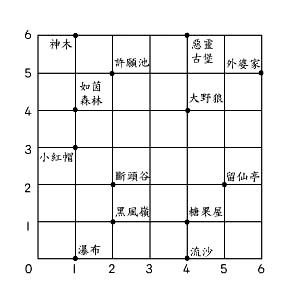 6
神木
惡靈
古堡
許願池
外婆家
5
如茵
森林
大野狼
4
3
小紅帽
斷頭谷
留仙亭
2
黑風嶺
糖果屋
1
瀑布
流沙
0 1 2 3 4 5 6